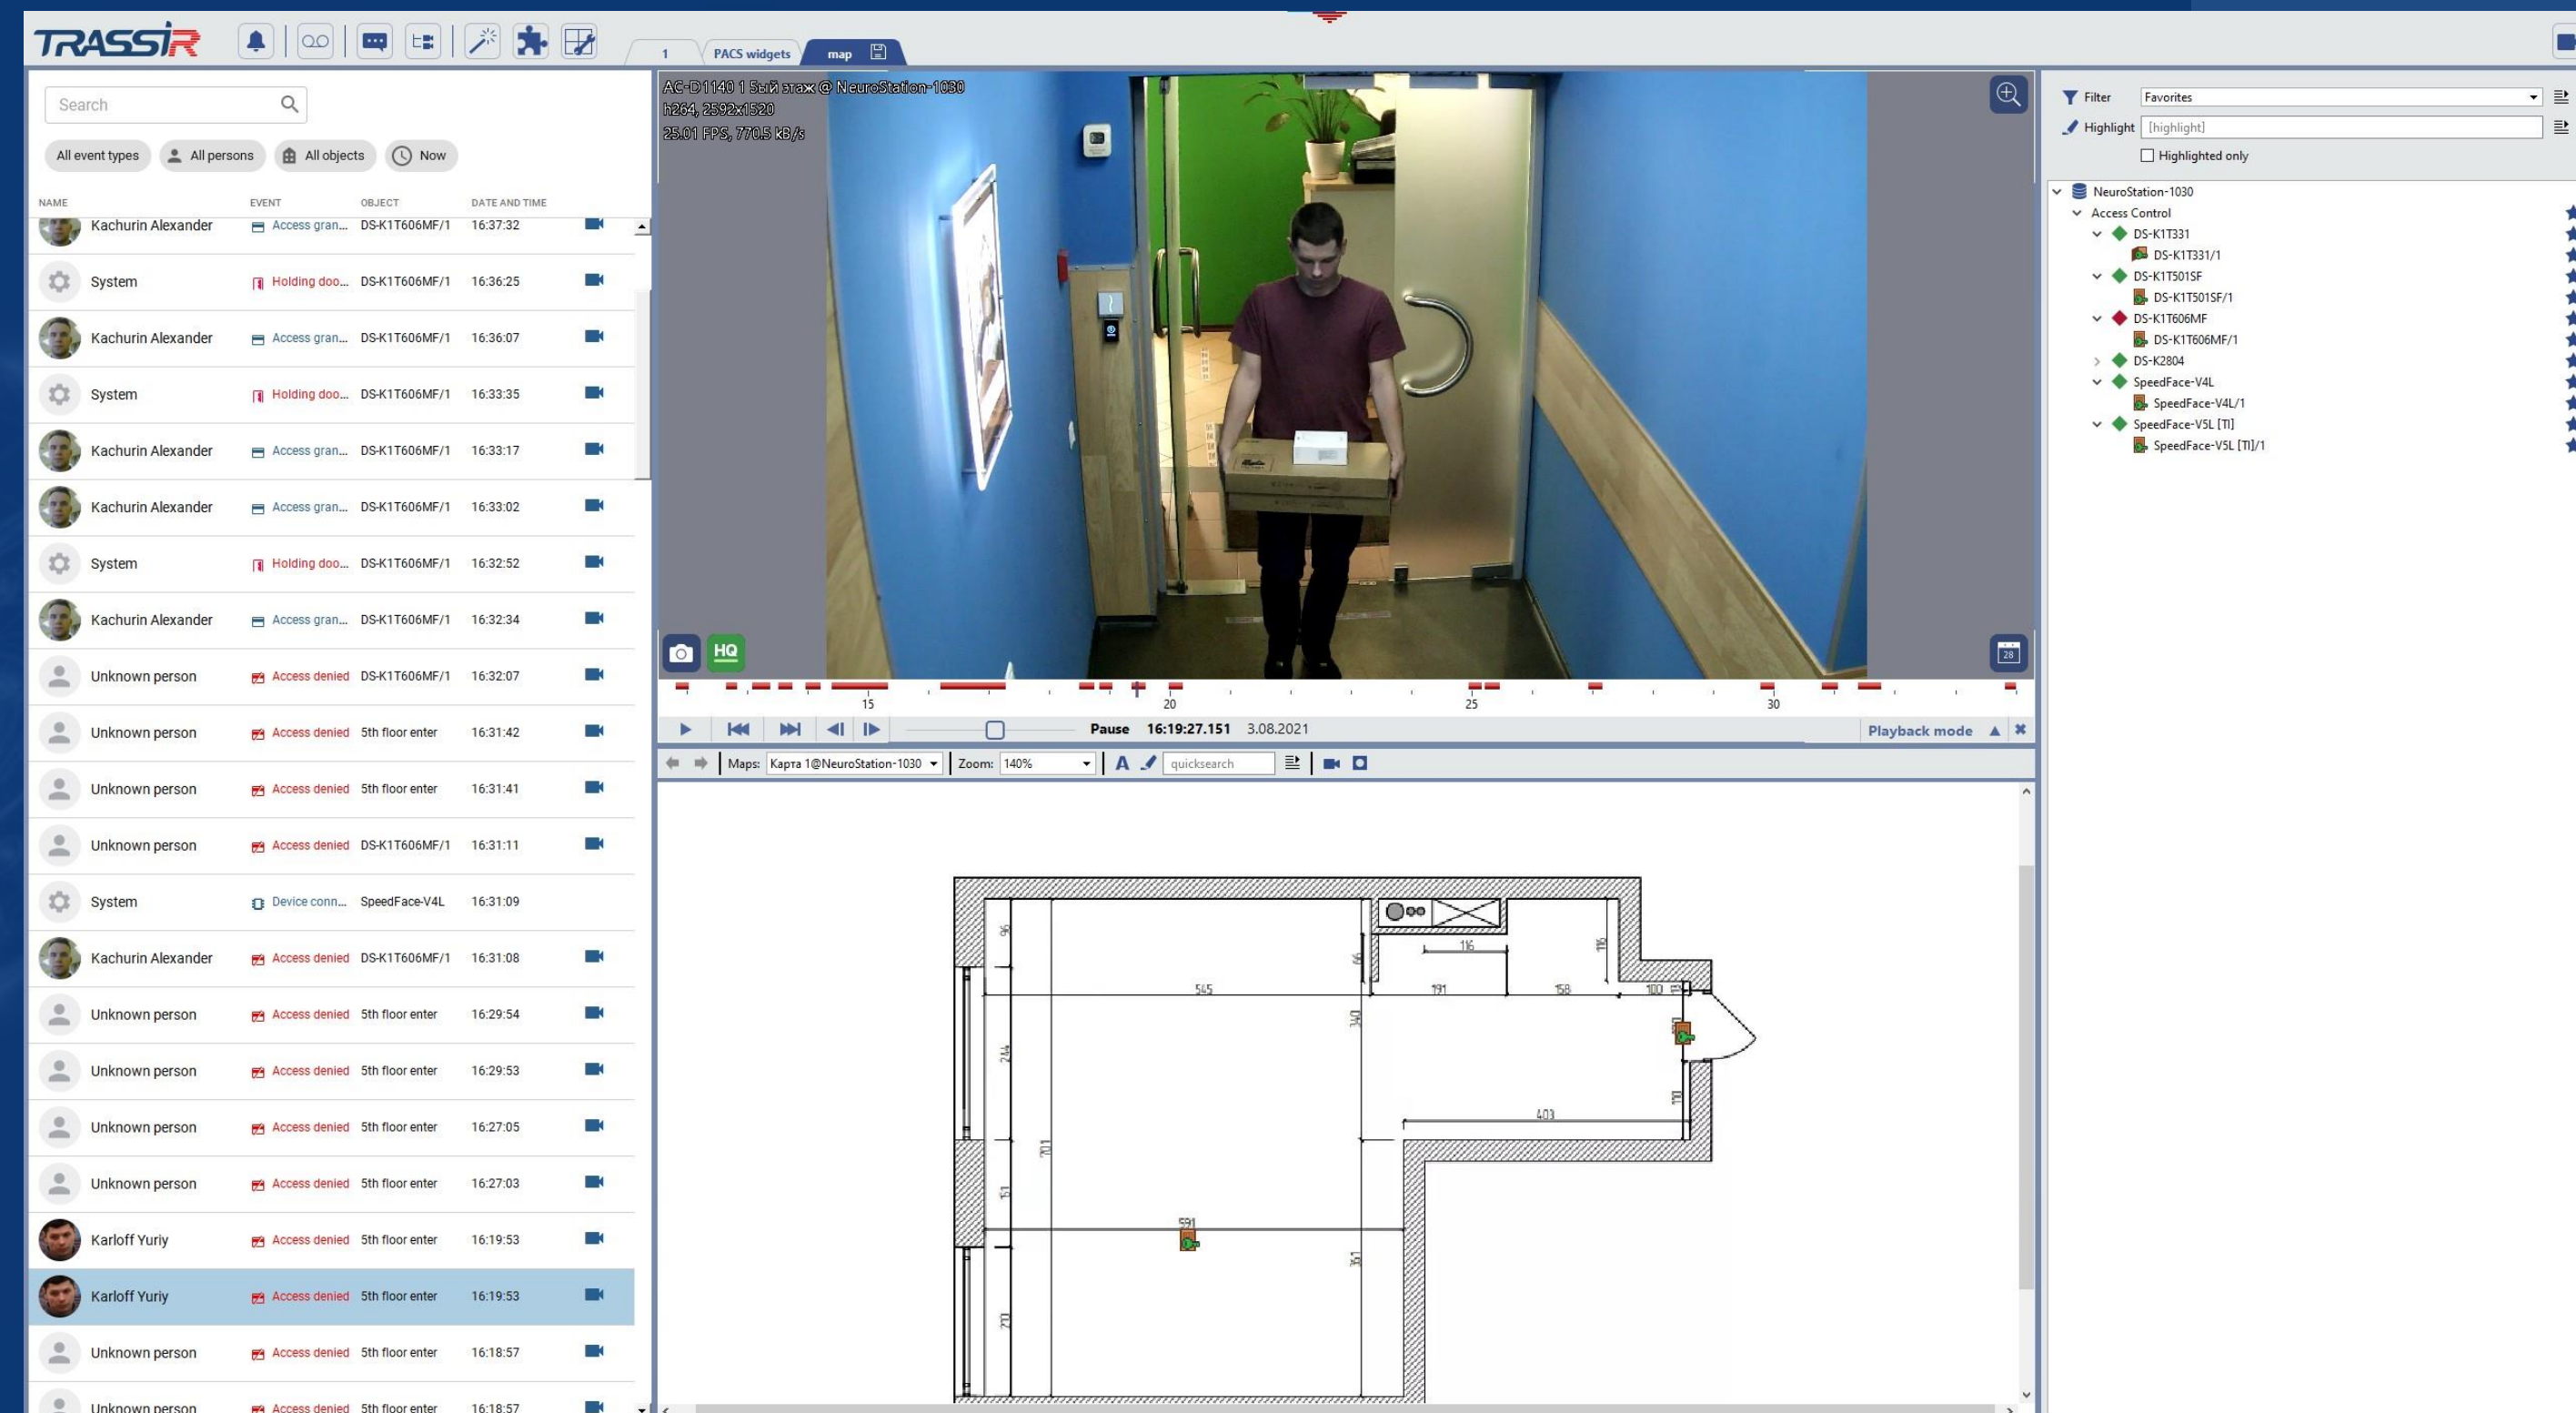 TRASSIR
1
PACS widgets
map
Search
All event types
All persons
All objects
Now
NAME EVENT OBJECT DATE AND TIME
Kachurin Alexander Access gran... DS-K1T606MF/1 16:37:32
System Holding doo... DS-K1T606MF/1 16:36:25
Kachurin Alexander Access gran... DS-K1T606MF/1 16:36:07
System Holding doo... DS-K1T606MF/1 16:33:35
Kachurin Alexander Access gran... DS-K1T606MF/1 16:33:17
Kachurin Alexander Access gran... DS-K1T606MF/1 16:33:02
System Holding doo... DS-K1T606MF/1 16:32:52
Kachurin Alexander Access gran... DS-K1T606MF/1 16:32:34
Unknown person Access denied DS-K1T606MF/1 16:32:07
Unknown person Access denied 5th floor enter 16:31:42
Unknown person Access denied 5th floor enter 16:31:41
Unknown person Access denied DS-K1T606MF/1 16:31:11
System Device conn... SpeedFace-V4L 16:31:09
Kachurin Alexander Access denied DS-K1T606MF/1 16:31:08
Unknown person Access denied 5th floor enter 16:29:54
Unknown person Access denied 5th floor enter 16:29:53
Unknown person Access denied 5th floor enter 16:27:05
Unknown person Access denied 5th floor enter 16:27:03
Karloff Yuriy Access denied 5th floor enter 16:19:53
Karloff Yuriy Access denied 5th floor enter 16:19:53
Unknown person Access denied 5th floor enter 16:18:57
Unknown person Access denied 5th floor enter 16:18:57
AC-D1140 1 5ый этаж @ NeuroStation-1030
h264, 2592x1520
25.01 FPS, 770.5 kB/s
HQ
28
15 20 25 30
Pause 16:19:27.151 3.08.2021
Playback mode
Maps: Карта 1@NeuroStation-1030 Zoom: 140% A quicksearch
96
116
116
66
545
191
158
100
340
244
110
403
701
151
591
361
210
Filter Favorites
Highlight [highlight]
Highlighted only
NeuroStation-1030
Access Control
DS-K1T331
DS-K1T331/1
DS-K1T501SF
DS-K1T501SF/1
DS-K1T606MF
DS-K1T606MF/1
DS-K2804
SpeedFace-V4L
SpeedFace-V4L/1
SpeedFace-V5L [TI]
SpeedFace-V5L [TI]/1